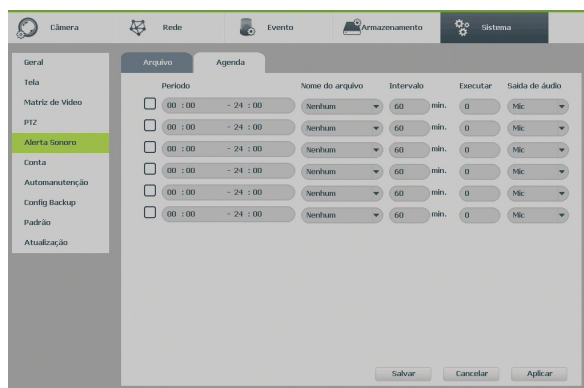 Câmera Rede Evento Armazenamento Sistema
Geral
Tela
Matriz de Vídeo
PTZ
Alerta Sonoro
Conta
Automanutenção
Config Backup
Padrão
Atualização
Arquivo Agenda
Período Nome do arquivo Intervalo Executar Saída de áudio
00 : 00 - 24 : 00 Nenhum 60 min. 0 Mic
00 : 00 - 24 : 00 Nenhum 60 min. 0 Mic
00 : 00 - 24 : 00 Nenhum 60 min. 0 Mic
00 : 00 - 24 : 00 Nenhum 60 min. 0 Mic
00 : 00 - 24 : 00 Nenhum 60 min. 0 Mic
00 : 00 - 24 : 00 Nenhum 60 min. 0 Mic
Salvar Cancelar Aplicar